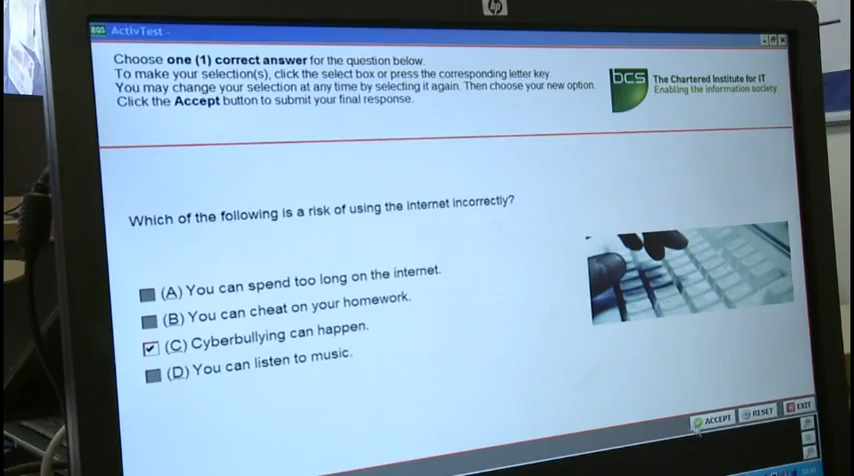 hp
BCS ActivTest -
Choose one (1) correct answer for the question below.
To make your selection(s), click the select box or press the corresponding letter key
You may change your selection at any time by selecting it again. Then choose your new option.
Click the Accept button to submit your final response.
bcs
The Chartered Institute for IT
Enabling the information society
Which of the following is a risk of using the internet incorrectly?
(A) You can spend too long on the internet.
(B) You can cheat on your homework.
(C) Cyberbullying can happen.
(D) You can listen to music.
ACCEPT RESET EXIT